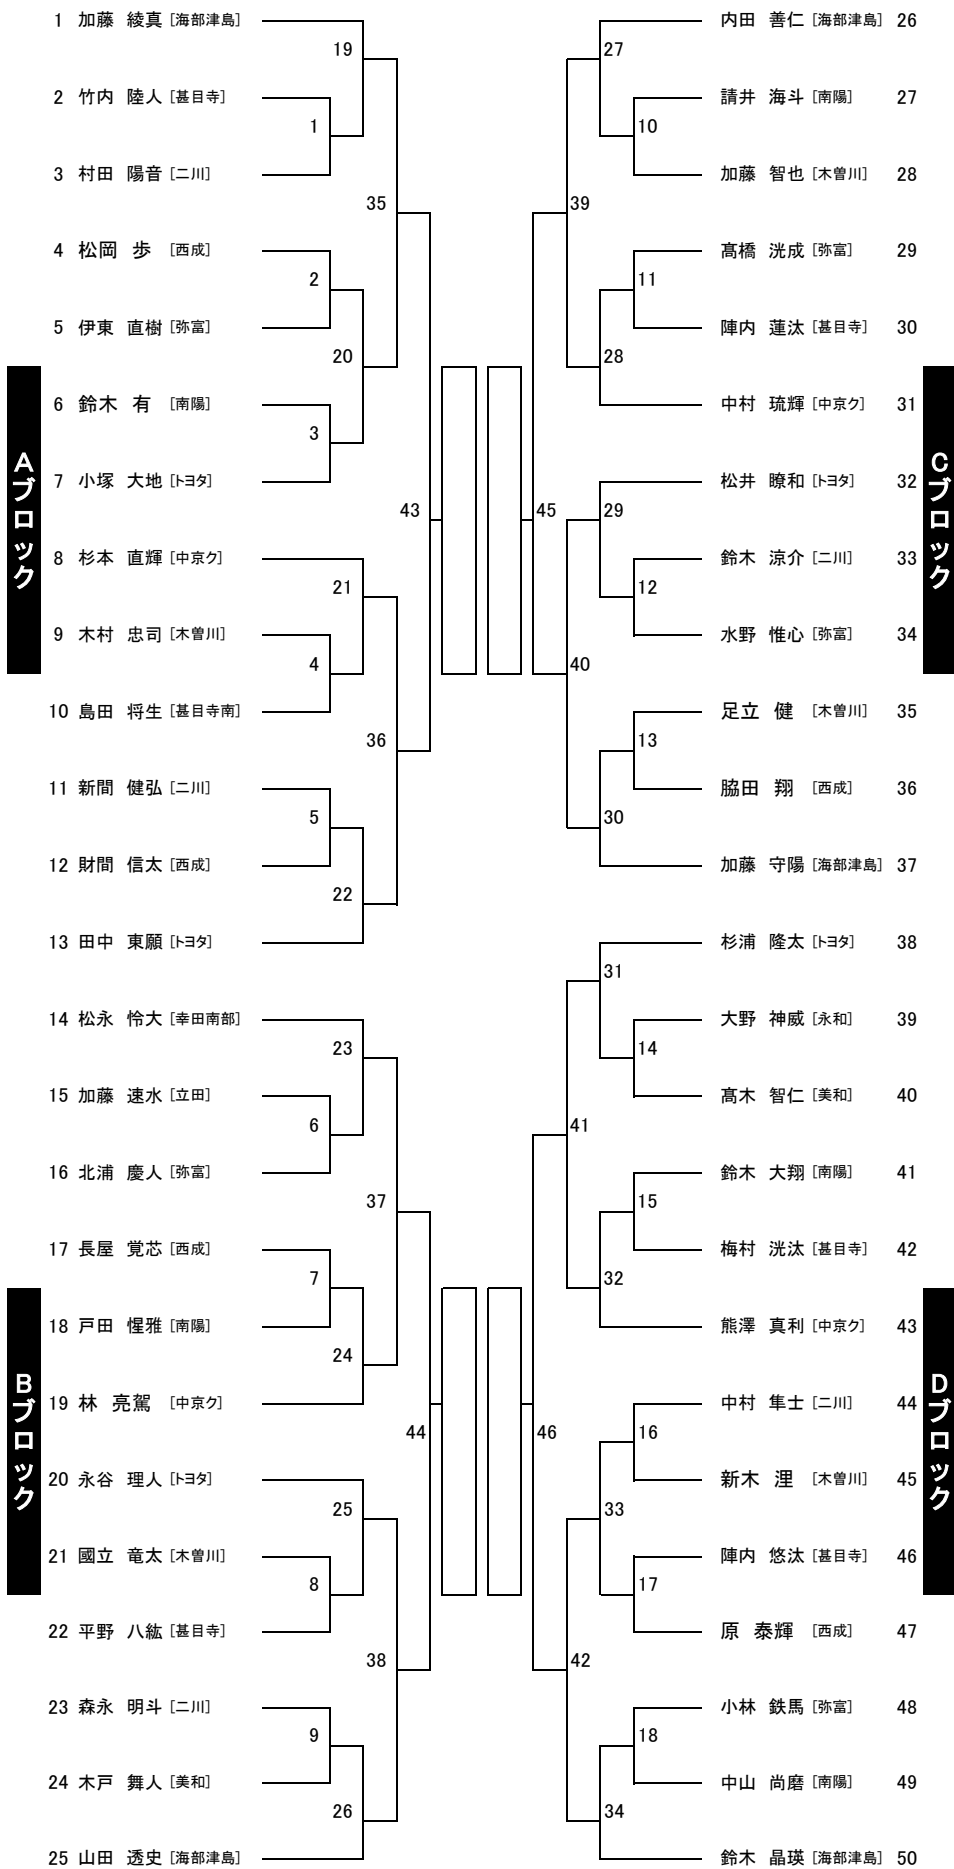 1 加藤 綾真 [海部津島]
19
2 竹内 陸人 [甚目寺]
1
3 村田 陽音 [二川]
35
4 松岡 歩 [西成]
2
5 伊東 直樹 [弥富]
20
6 鈴木 有 [南陽]
3
7 小塚 大地 [トヨタ]
Aブロック
43
8 杉本 直輝 [中京ク]
21
9 木村 忠司 [木曽川]
4
10 島田 将生 [甚目寺南]
36
11 新間 健弘 [二川]
5
12 財間 信太 [西成]
22
13 田中 東願 [トヨタ]
14 松永 怜大 [幸田南部]
23
15 加藤 速水 [立田]
6
16 北浦 慶人 [弥富]
37
17 長屋 覚芯 [西成]
7
18 戸田 惺雅 [南陽]
24
19 林 亮駕 [中京ク]
Bブロック
44
20 永谷 理人 [トヨタ]
25
21 國立 竜太 [木曽川]
8
22 平野 八紘 [甚目寺]
38
23 森永 明斗 [二川]
9
24 木戸 舞人 [美和]
26
25 山田 透史 [海部津島]
内田 善仁 [海部津島] 26
27
請井 海斗 [南陽] 27
10
加藤 智也 [木曽川] 28
39
髙橋 洸成 [弥富] 29
11
陣内 蓮汰 [甚目寺] 30
28
中村 琉輝 [中京ク] 31
松井 瞭和 [トヨタ] 32
Cブロック
45
29
鈴木 涼介 [二川] 33
12
水野 惟心 [弥富] 34
40
足立 健 [木曽川] 35
13
脇田 翔 [西成] 36
30
加藤 守陽 [海部津島] 37
杉浦 隆太 [トヨタ] 38
31
大野 神威 [永和] 39
14
髙木 智仁 [美和] 40
41
鈴木 大翔 [南陽] 41
15
梅村 洸汰 [甚目寺] 42
32
熊澤 真利 [中京ク] 43
中村 隼士 [二川] 44
Dブロック
46
16
新木 浬 [木曽川] 45
33
陣内 悠汰 [甚目寺] 46
17
原 泰輝 [西成] 47
42
小林 鉄馬 [弥富] 48
18
中山 尚磨 [南陽] 49
34
鈴木 晶瑛 [海部津島] 50